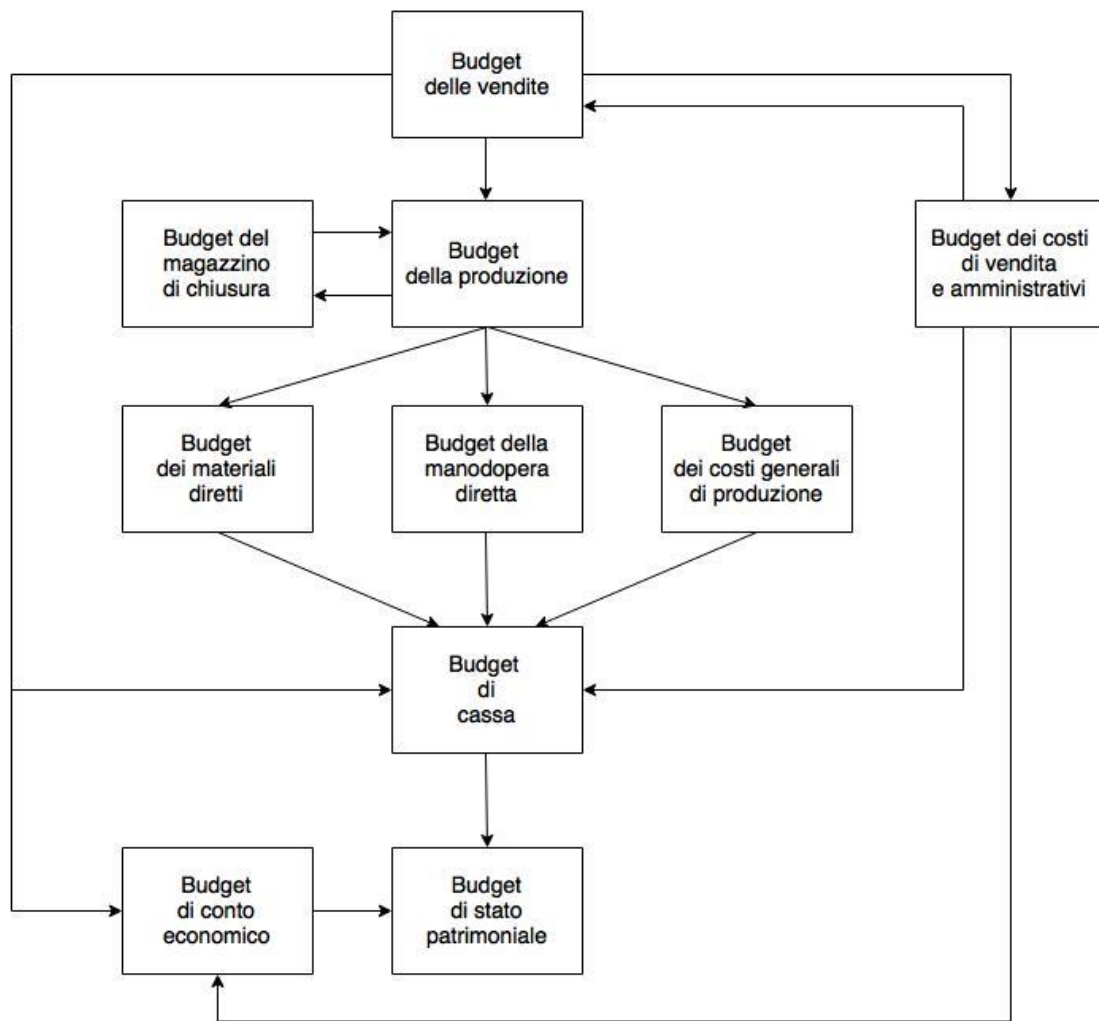 Budget
delle vendite
Budget del
magazzino
di chiusura
Budget
della produzione
Budget dei costi
di vendita
e amministrativi
Budget
dei materiali
diretti
Budget della
manodopera
diretta
Budget
dei costi generali
di produzione
Budget
di
cassa
Budget
di conto
economico
Budget
di stato
patrimoniale